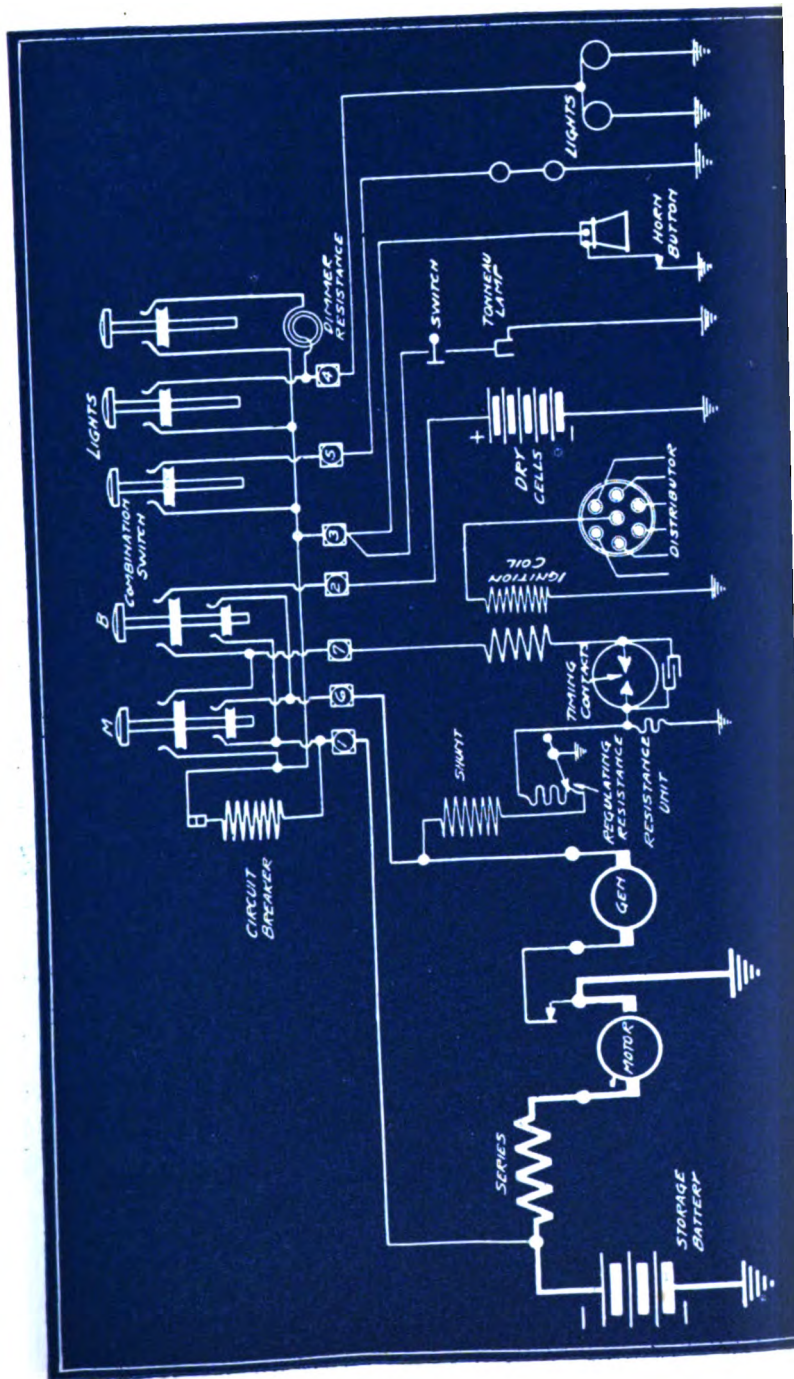 M
B
COMBINATION
SWITCH
LIGHTS
CIRCUIT
BREAKER
1
6
7
2
3
5
4
DIMMER
RESISTANCE
SERIES
SHUNT
IGNITION
COIL
+
DRY
CELLS
-
SWITCH
TONNEAU
LAMP
LIGHTS
HORN
BUTTON
-
STORAGE
BATTERY
-
MOTOR
GEN
REGULATING
RESISTANCE
RESISTANCE
UNIT
TIMING
CONTACTS
DISTRIBUTOR